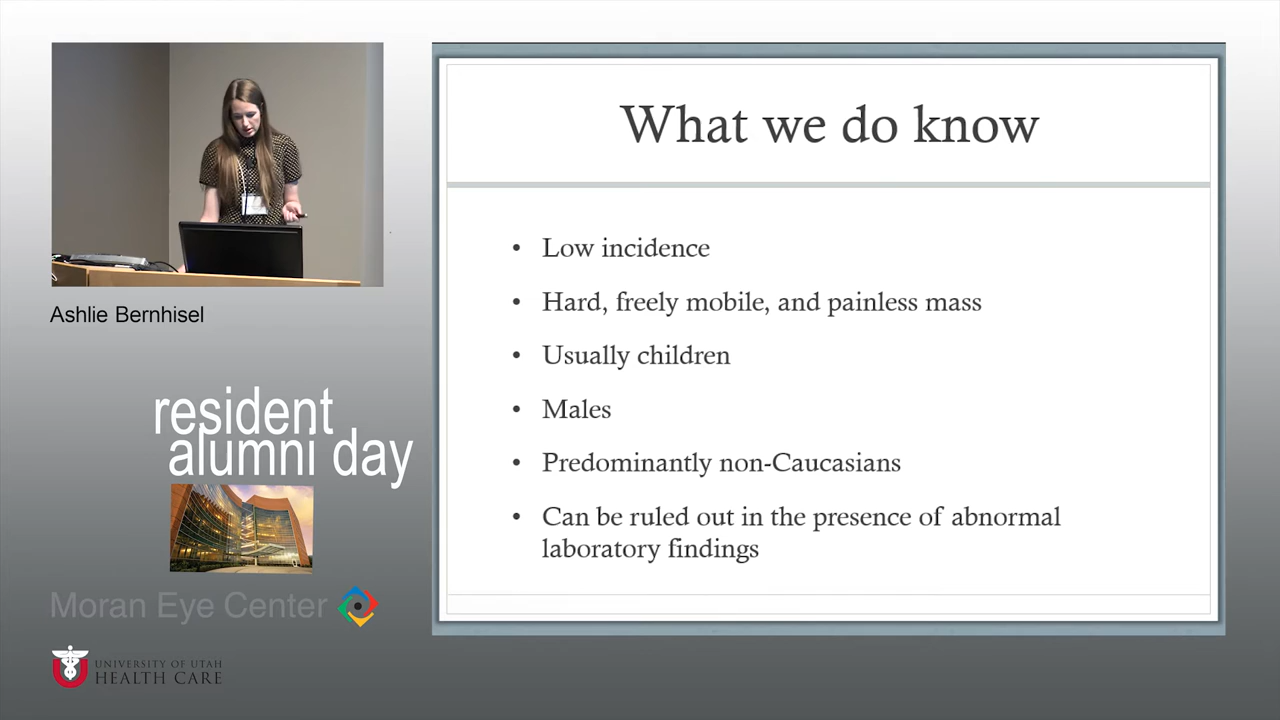 What we do know
• Low incidence
• Hard, freely mobile, and painless mass
• Usually children
• Males
• Predominantly non-Caucasians
• Can be ruled out in the presence of abnormal
laboratory findings
Ashlie Bernhisel
resident
alumni day
Moran Eye Center
UNIVERSITY OF UTAH
HEALTH CARE